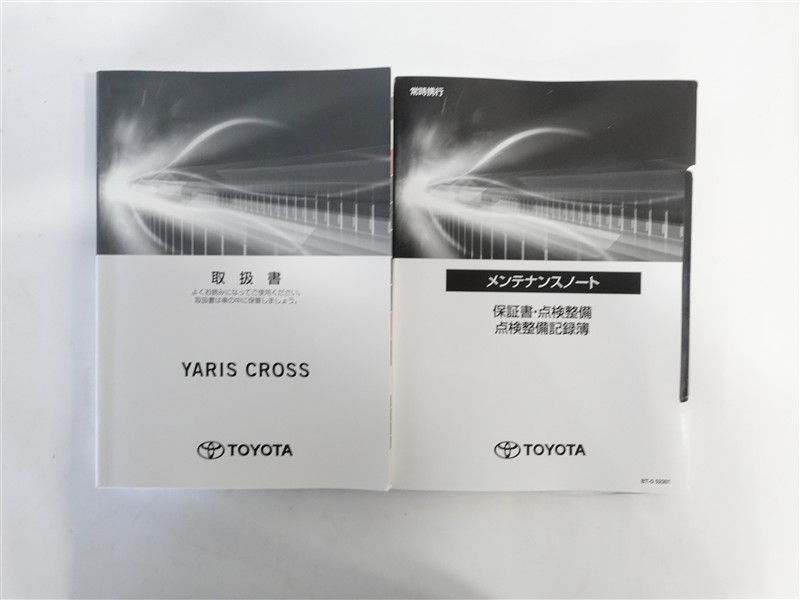 取扱書
よくお読みになってご使用ください。
取扱書は車の中に保管しましょう。
YARIS CROSS
TOYOTA
常時携行
メンテナンスノート
保証書・点検整備
点検整備記録簿
TOYOTA